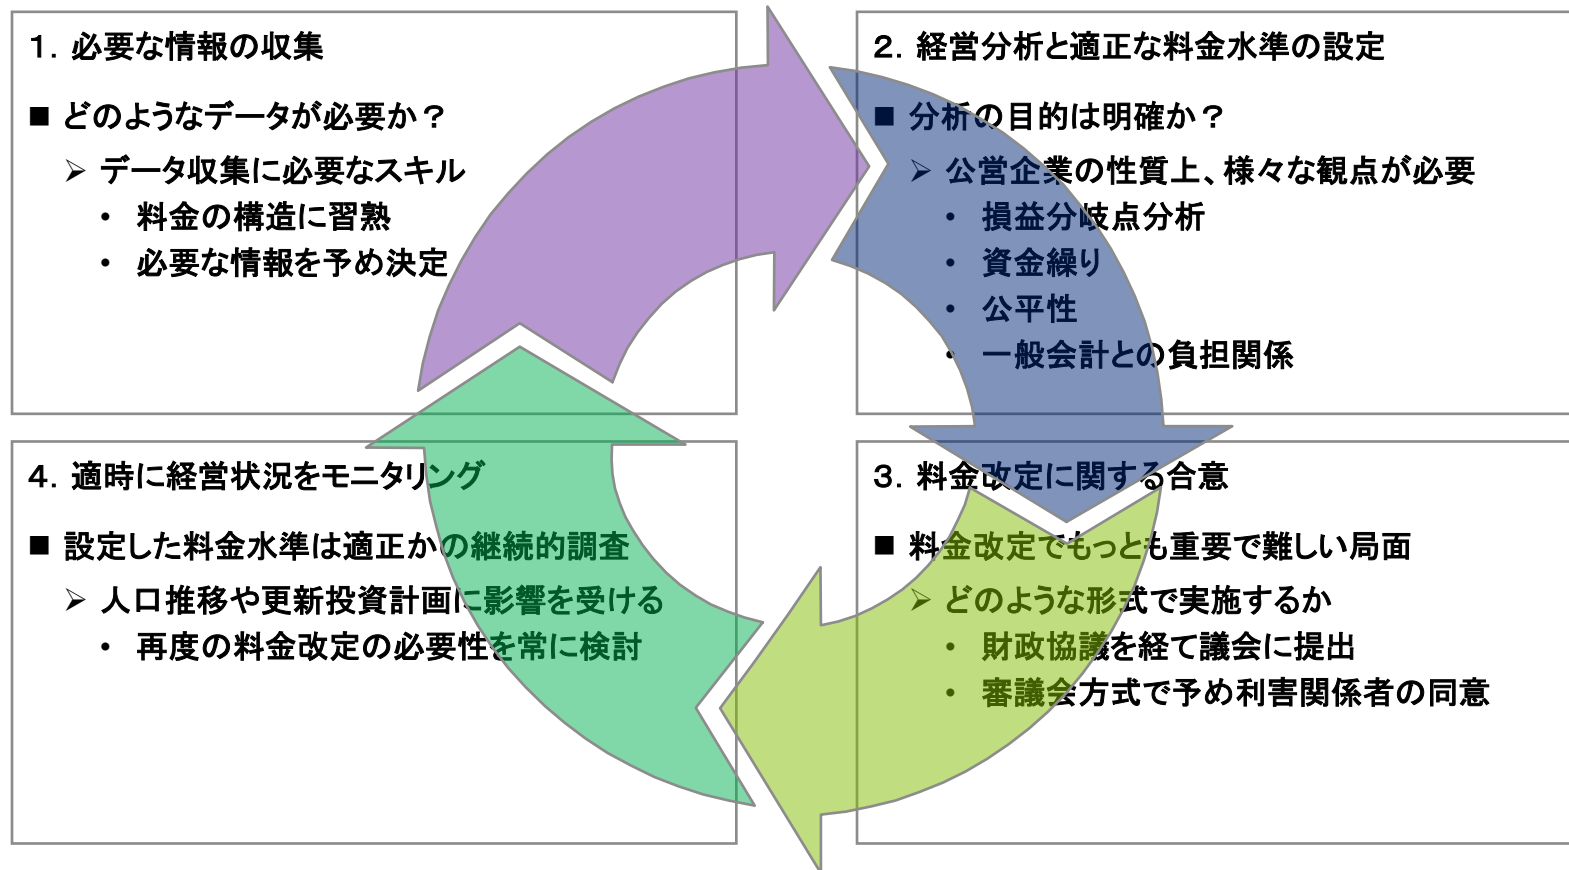 １．必要な情報の収集
■ どのようなデータが必要か？
➢ データ収集に必要なスキル
• 料金の構造に習熟
• 必要な情報を予め決定
２．経営分析と適正な料金水準の設定
■ 分析の目的は明確か？
➢ 公営企業の性質上、様々な観点が必要
• 損益分岐点分析
• 資金繰り
• 公平性
• 一般会計との負担関係
４．適時に経営状況をモニタリング
■ 設定した料金水準は適正かの継続的調査
➢ 人口推移や更新投資計画に影響を受ける
• 再度の料金改定の必要性を常に検討
３．料金改定に関する合意
■ 料金改定でもっとも重要で難しい局面
➢ どのような形式で実施するか
• 財政協議を経て議会に提出
• 審議会方式で予め利害関係者の同意